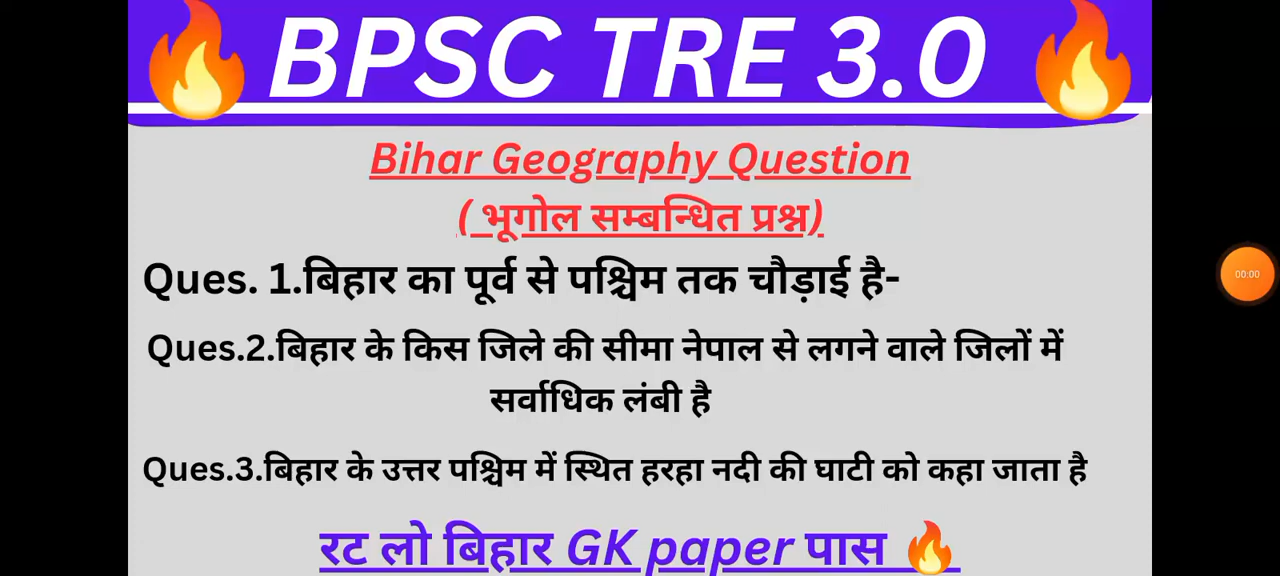 BPSC TRE 3.0
Bihar Geography Question
( भूगोल सम्बन्धित प्रश्न)
Ques. 1.बिहार का पूर्व से पश्चिम तक चौड़ाई है-
Ques.2.बिहार के किस जिले की सीमा नेपाल से लगने वाले जिलों में
सर्वाधिक लंबी है
Ques.3.बिहार के उत्तर पश्चिम में स्थित हरहा नदी की घाटी को कहा जाता है
रट लो बिहार GK paper पास
00:00